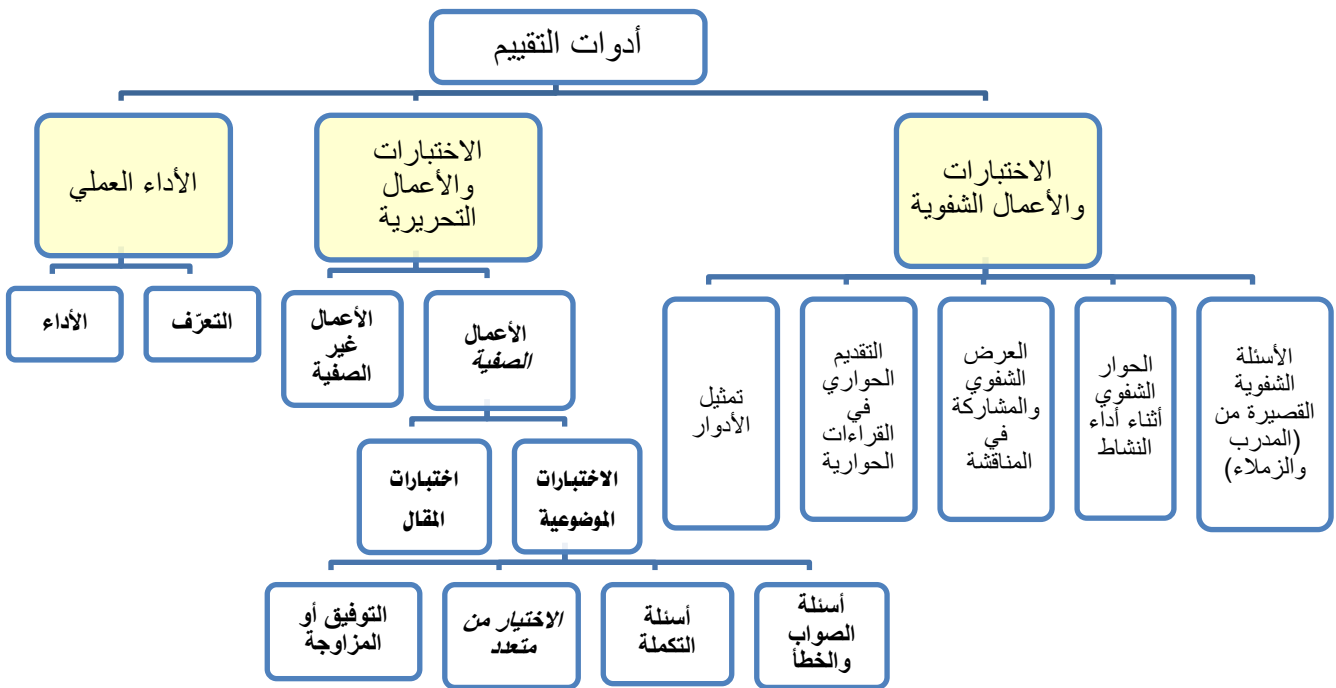 أدوات التقييم
الاختبارات
والأعمال الشفوية
الاختبارات
والأعمال
التحريرية
الأداء العملي
الأسئلة
الشفوية
القصيرة من
(المدرب
والزملاء)
الحوار
الشفوي
أثناء أداء
النشاط
العرض
الشفوي
والمشاركة
في
المناقشة
التقديم
الحواري
في
القراءات
الحوارية
تمثيل
الأدوار
الأعمال
الصفية
الأعمال
غير
الصفية
التعرّف
الأداء
الاختبارات
الموضوعية
اختبارات
المقال
أسئلة
الصواب
والخطأ
أسئلة
التكملة
الاختيار من
متعدد
التوفيق أو
المزاوجة